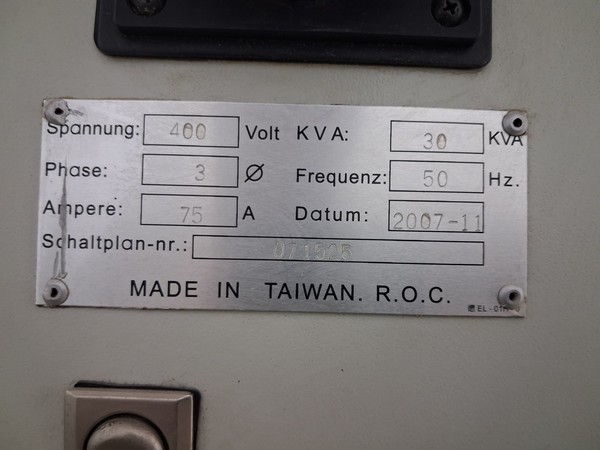 Spannung: 400 Volt KVA: 30 KVA
Phase: 3 Ø Frequenz: 50 Hz.
Ampere: 75 A Datum: 2007-11
Schaltplan-nr.:
MADE IN TAIWAN. R.O.C.